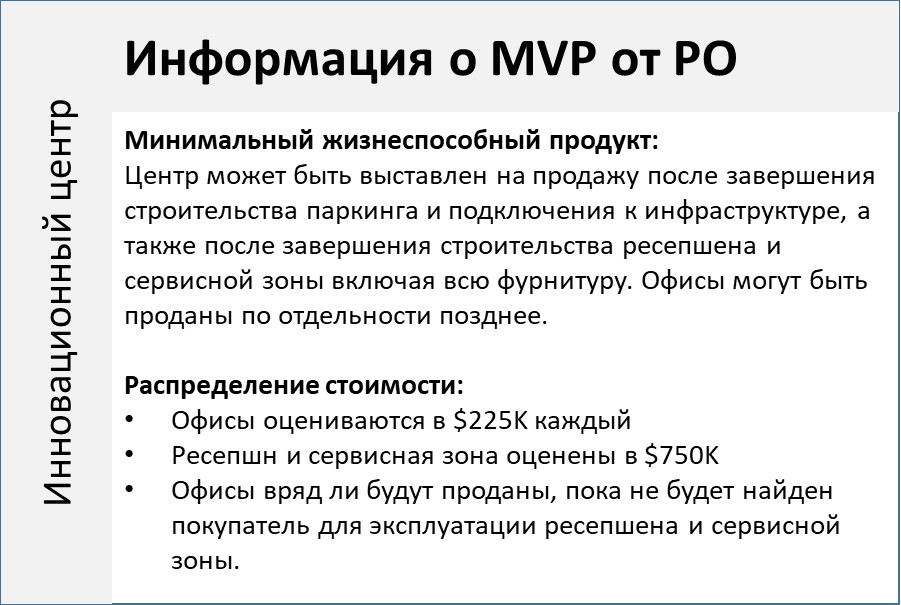 Инновационный центр
Информация о MVP от PO
Минимальный жизнеспособный продукт:
Центр может быть выставлен на продажу после завершения
строительства паркинга и подключения к инфраструктуре, а
также после завершения строительства ресепшена и
сервисной зоны включая всю фурнитуру. Офисы могут быть
проданы по отдельности позднее.
Распределение стоимости:
• Офисы оцениваются в $225K каждый
• Ресепшн и сервисная зона оценены в $750K
• Офисы вряд ли будут проданы, пока не будет найден
покупатель для эксплуатации ресепшена и сервисной
зоны.